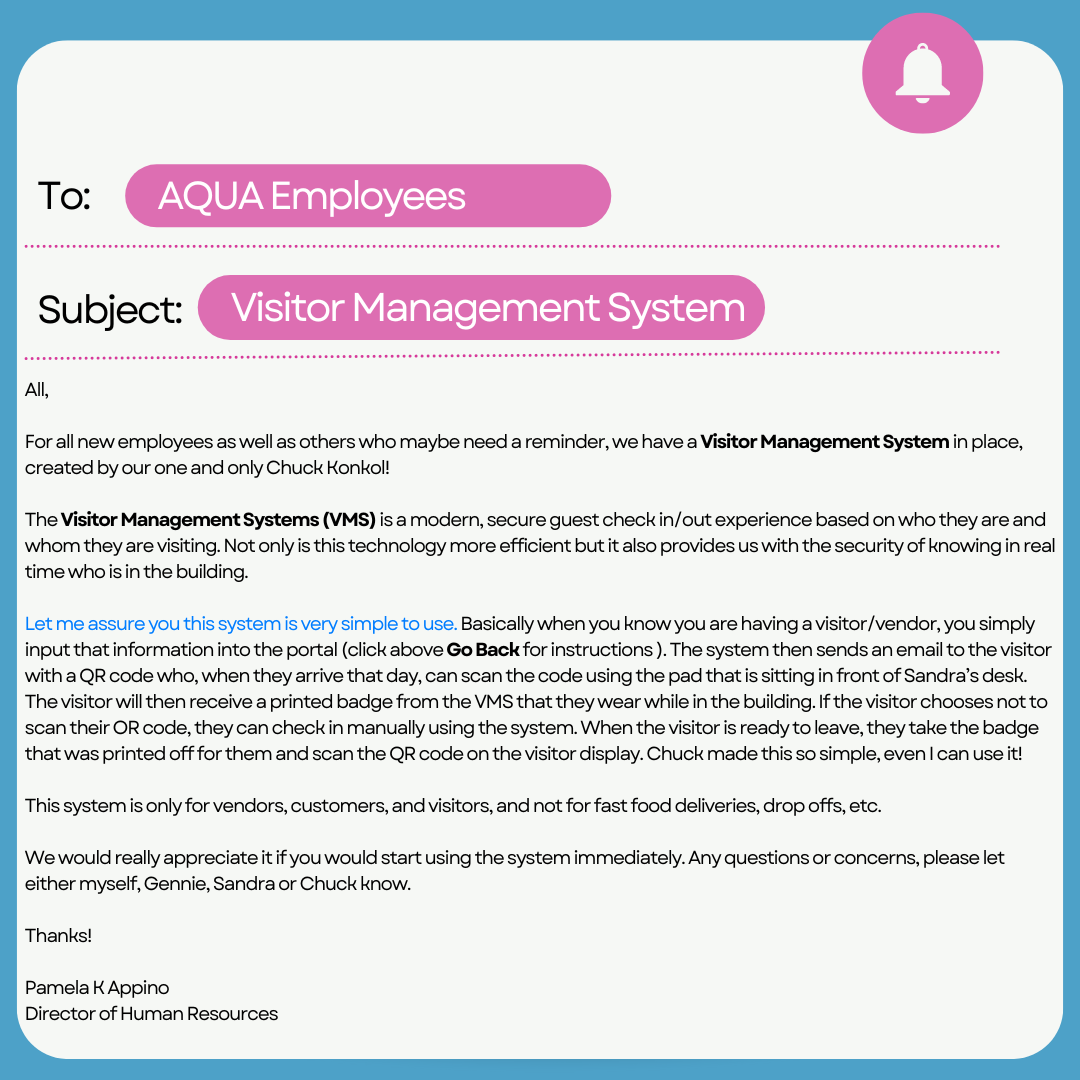 To:
AQUA Employees
Subject:
Visitor Management System
All,
For all new employees as well as others who maybe need a reminder, we have a Visitor Management System in place,
created by our one and only Chuck Konkol!
The Visitor Management Systems (VMS) is a modern, secure guest check in/out experience based on who they are and
whom they are visiting. Not only is this technology more efficient but it also provides us with the security of knowing in real
time who is in the building.
Let me assure you this system is very simple to use. Basically when you know you are having a visitor/vendor, you simply
input that information into the portal (click above Go Back for instructions ). The system then sends an email to the visitor
with a QR code who, when they arrive that day, can scan the code using the pad that is sitting in front of Sandra’s desk.
The visitor will then receive a printed badge from the VMS that they wear while in the building. If the visitor chooses not to
scan their OR code, they can check in manually using the system. When the visitor is ready to leave, they take the badge
that was printed off for them and scan the QR code on the visitor display. Chuck made this so simple, even I can use it!
This system is only for vendors, customers, and visitors, and not for fast food deliveries, drop offs, etc.
We would really appreciate it if you would start using the system immediately. Any questions or concerns, please let
either myself, Gennie, Sandra or Chuck know.
Thanks!
Pamela K Appino
Director of Human Resources